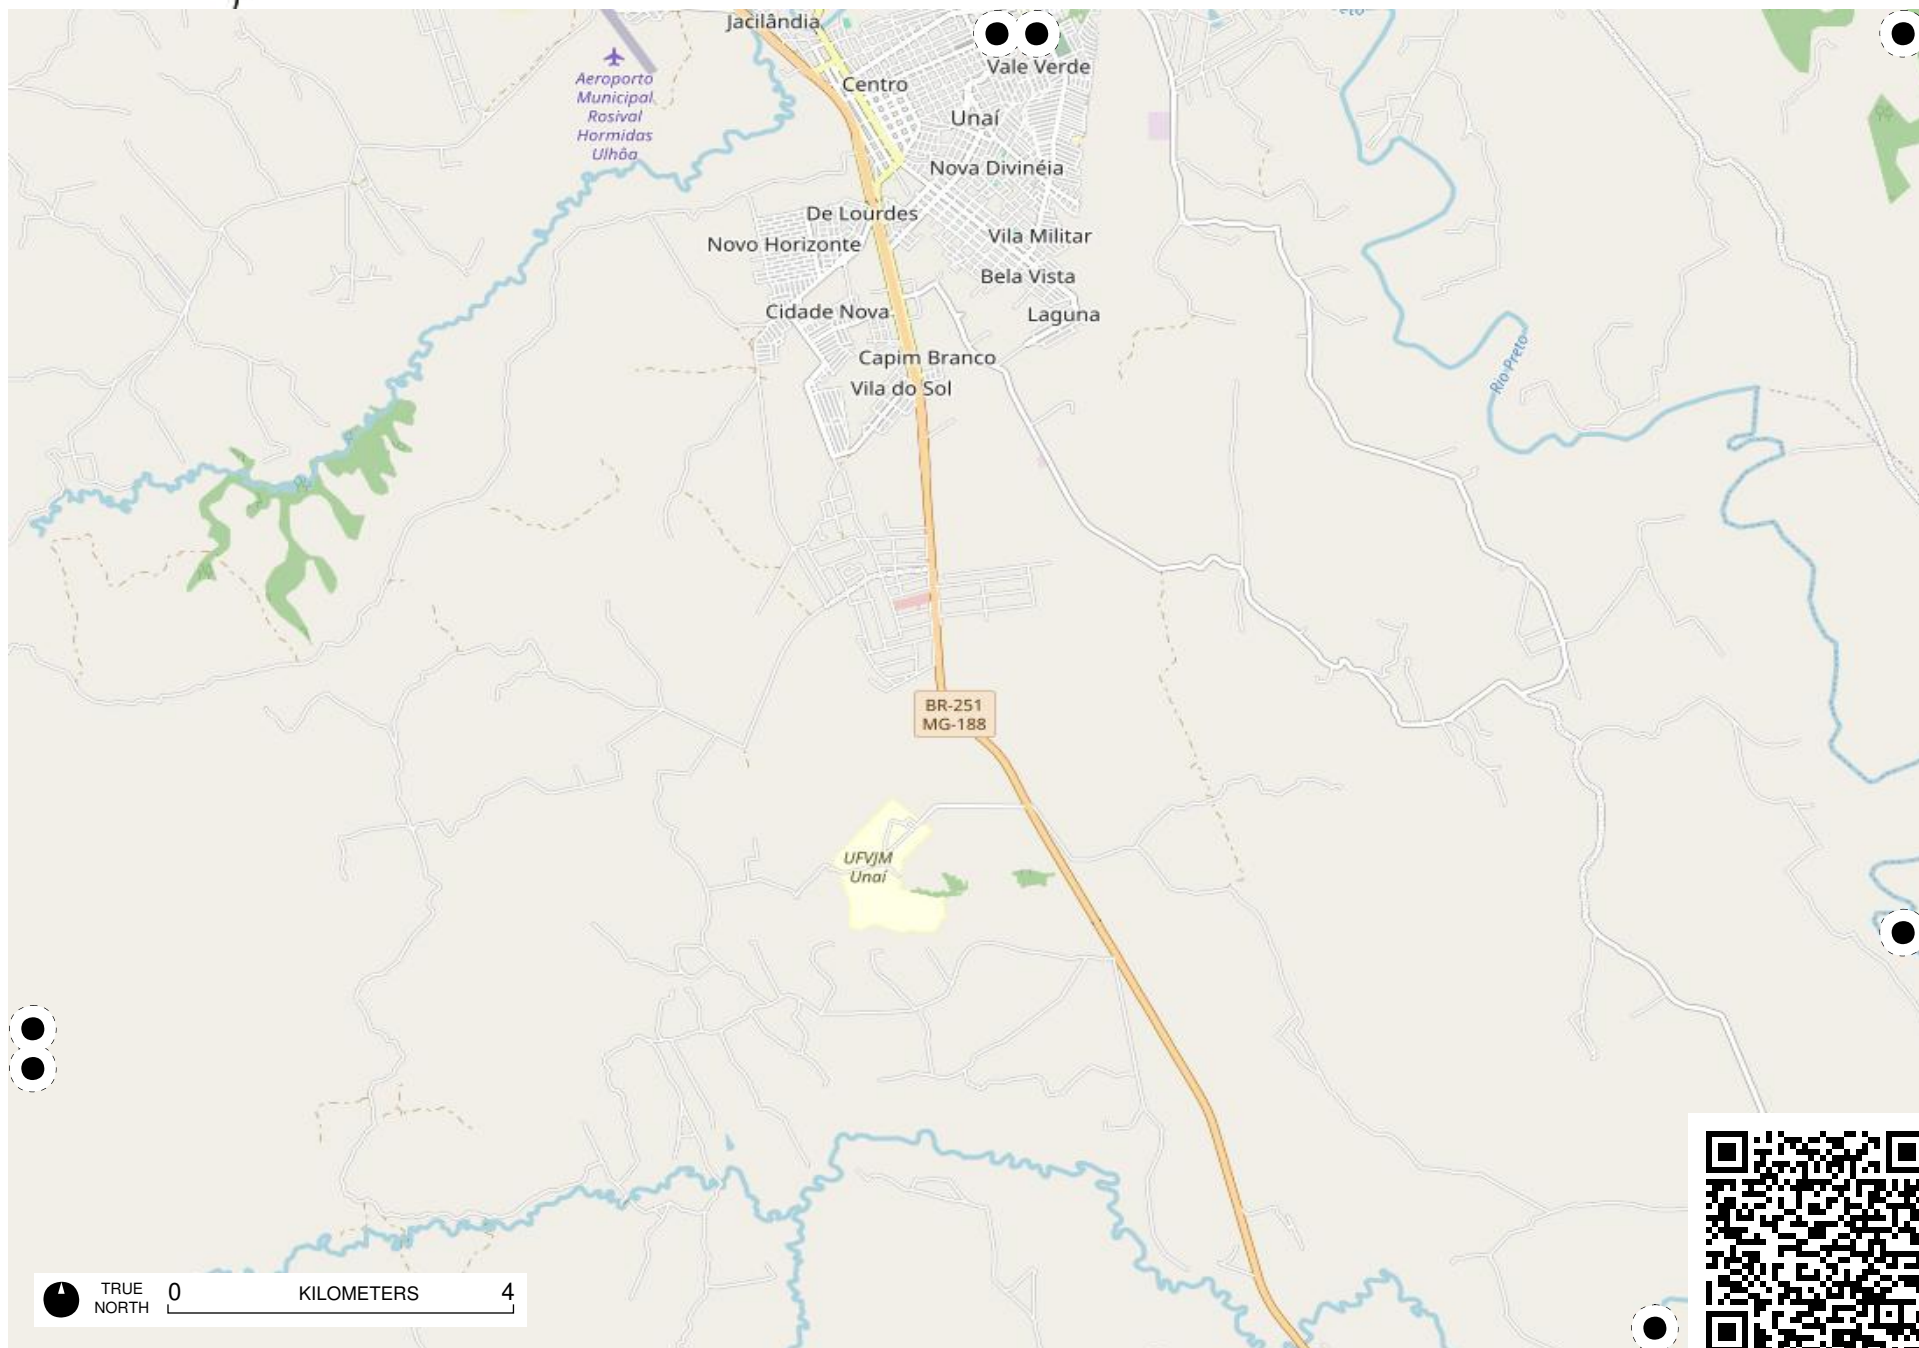 Jacilândia
Aeroporto
Municipal
Rosival
Hormidas
Ulhôa
Centro
Vale Verde
Unaí
Nova Divinéia
De Lourdes
Novo Horizonte
Vila Militar
Bela Vista
Cidade Nova
Laguna
Capim Branco
Vila do Sol
Rio Preto
BR-251
MG-188
UFVJM
Unaí
TRUE
NORTH
0 KILOMETERS 4